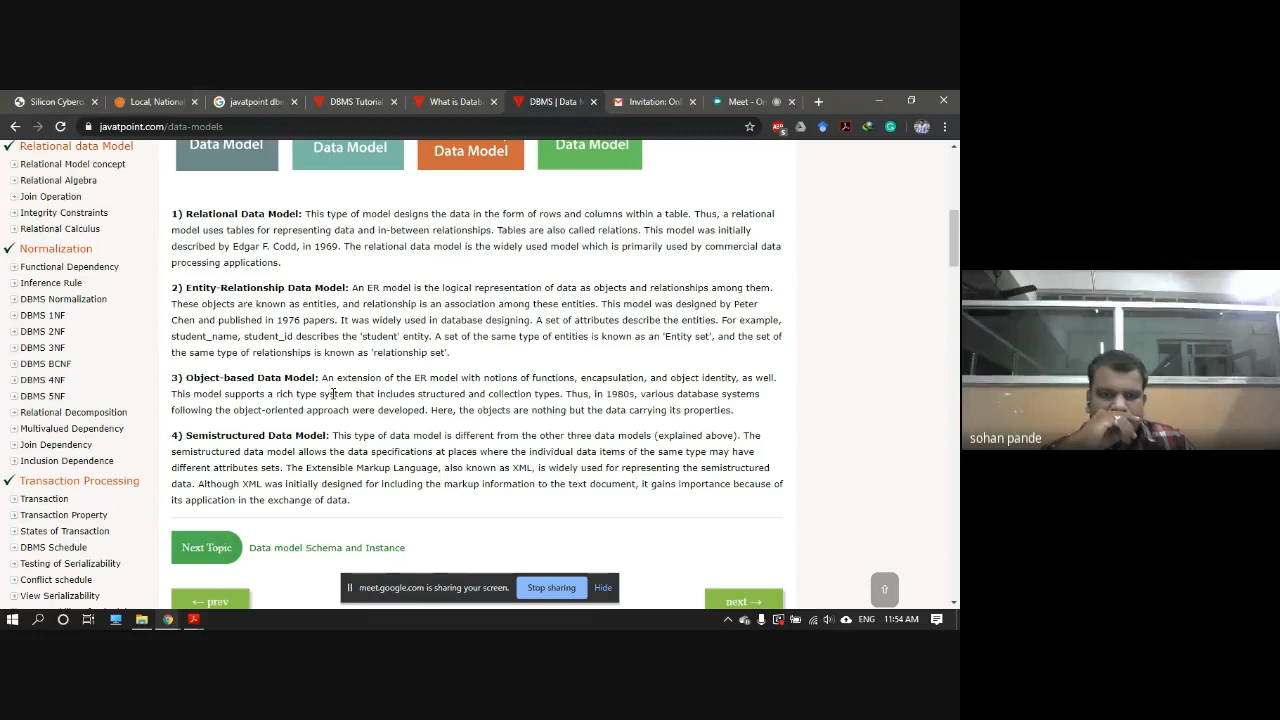 Silicon Cyberc
Local, National
javatpoint dbm
DBMS Tutorial
What is Databa
DBMS | Data M
Invitation: Onl
Meet - On
javatpoint.com/data-models
Relational data Model
Relational Model concept
Relational Algebra
Join Operation
Integrity Constraints
Relational Calculus
Normalization
Functional Dependency
Inference Rule
DBMS Normalization
DBMS 1NF
DBMS 2NF
DBMS 3NF
DBMS BCNF
DBMS 4NF
DBMS 5NF
Relational Decomposition
Multivalued Dependency
Join Dependency
Inclusion Dependence
Transaction Processing
Transaction
Transaction Property
States of Transaction
DBMS Schedule
Testing of Serializability
Conflict schedule
View Serializability
Data Model
Data Model
Data Model
Data Model
1) Relational Data Model: This type of model designs the data in the form of rows and columns within a table. Thus, a relational
model uses tables for representing data and in-between relationships. Tables are also called relations. This model was initially
described by Edgar F. Codd, in 1969. The relational data model is the widely used model which is primarily used by commercial data
processing applications.
2) Entity-Relationship Data Model: An ER model is the logical representation of data as objects and relationships among them.
These objects are known as entities, and relationship is an association among these entities. This model was designed by Peter
Chen and published in 1976 papers. It was widely used in database designing. A set of attributes describe the entities. For example,
student_name, student_id describes the 'student' entity. A set of the same type of entities is known as an 'Entity set', and the set of
the same type of relationships is known as 'relationship set'.
3) Object-based Data Model: An extension of the ER model with notions of functions, encapsulation, and object identity, as well.
This model supports a rich type system that includes structured and collection types. Thus, in 1980s, various database systems
following the object-oriented approach were developed. Here, the objects are nothing but the data carrying its properties.
4) Semistructured Data Model: This type of data model is different from the other three data models (explained above). The
semistructured data model allows the data specifications at places where the individual data items of the same type may have
different attributes sets. The Extensible Markup Language, also known as XML, is widely used for representing the semistructured
data. Although XML was initially designed for including the markup information to the text document, it gains importance because of
its application in the exchange of data.
Next Topic
Data model Schema and Instance
meet.google.com is sharing your screen.
Stop sharing
Hide
← prev
next →
ENG
11:54 AM
sohan pande